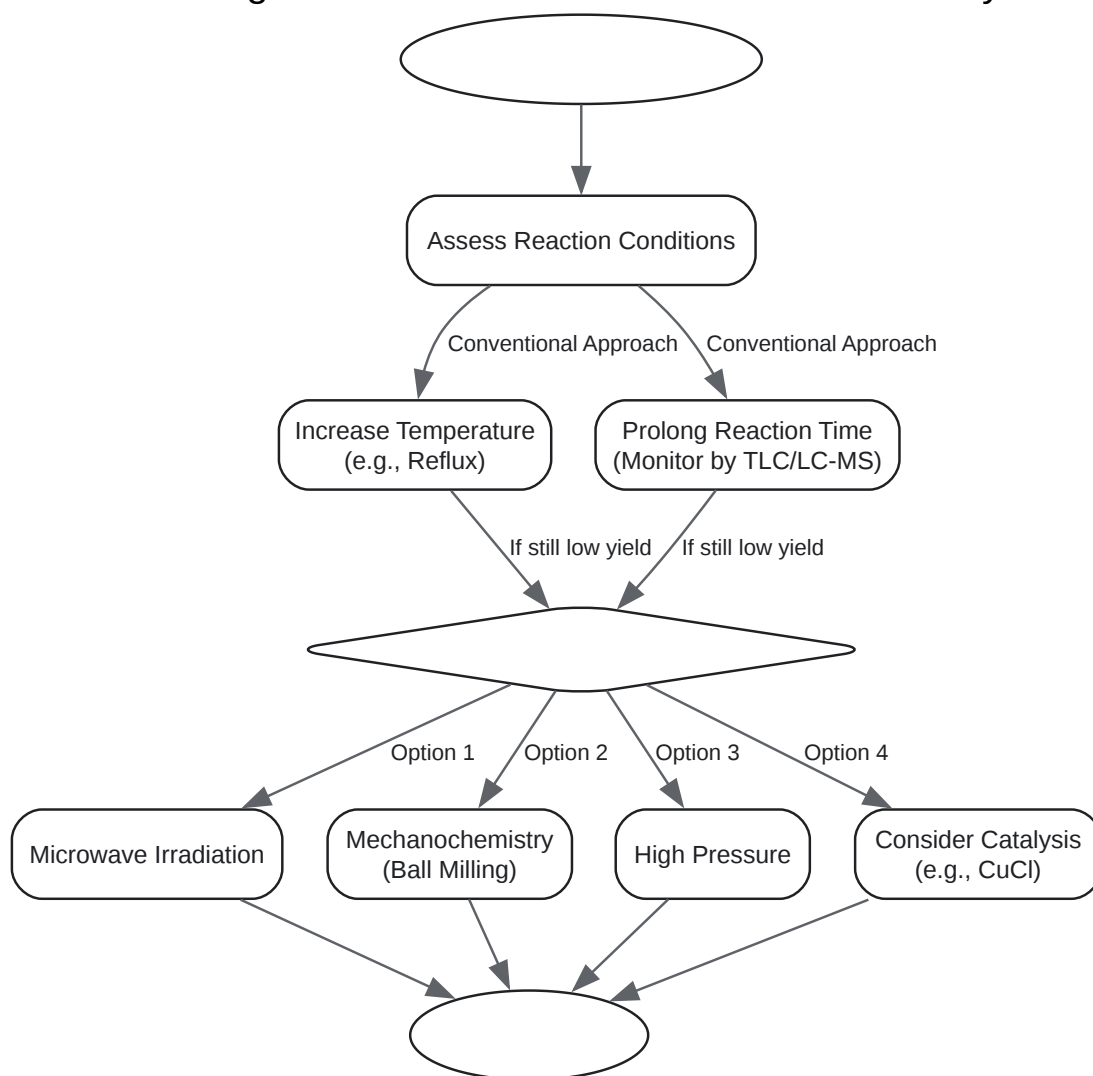 Assess Reaction Conditions
Conventional Approach
Conventional Approach
Increase Temperature
(e.g., Reflux)
Prolong Reaction Time
(Monitor by TLC/LC-MS)
If still low yield
If still low yield
Option 1
Option 2
Option 3
Option 4
Microwave Irradiation
Mechanochemistry
(Ball Milling)
High Pressure
Consider Catalysis
(e.g., CuCl)